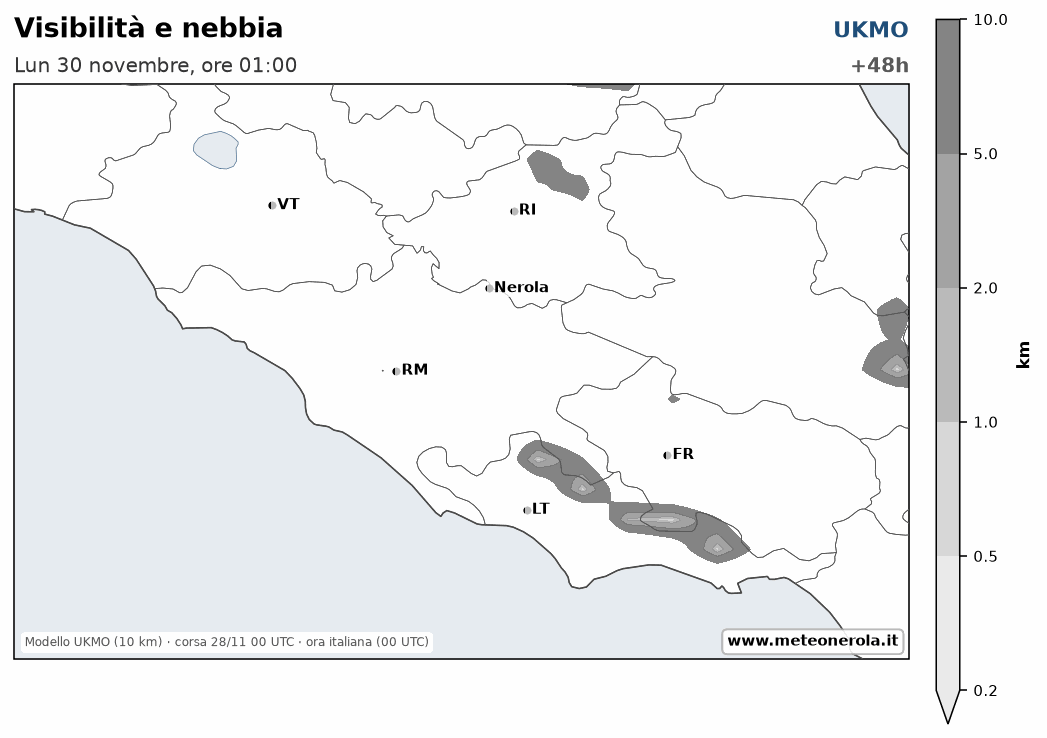 Visibilità e nebbia
UKMO
Lun 30 novembre, ore 01:00
+48h
10.0
5.0
2.0
1.0
0.5
0.2
km
VT
RI
Nerola
RM
FR
LT
Modello UKMO (10 km) · corsa 28/11 00 UTC · ora italiana (00 UTC)
www.meteonerola.it